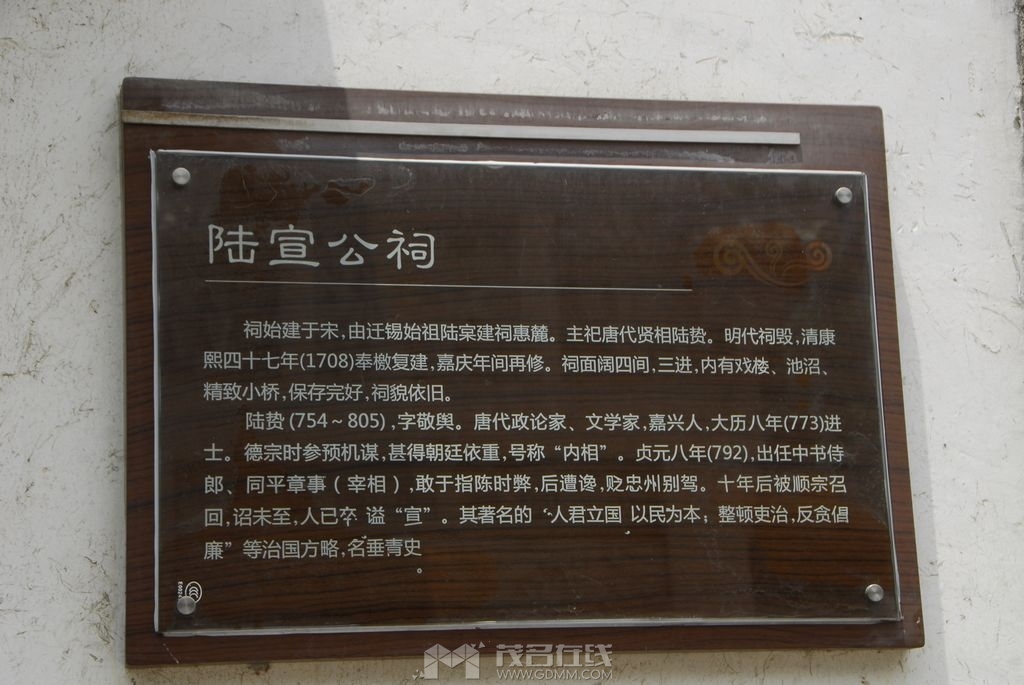 陆宣公祠
祠始建于宋,由迁锡始祖陆寀建祠惠麓。主祀唐代贤相陆贽。明代祠毁,清康
熙四十七年(1708)奉檄复建,嘉庆年间再修。祠面阔四间,三进,内有戏楼、池沼、
精致小桥,保存完好,祠貌依旧。
陆贽(754～805),字敬舆。唐代政论家、文学家,嘉兴人,大历八年(773)进
士。德宗时参预机谋,甚得朝廷依重,号称“内相”。贞元八年(792),出任中书侍
郎、同平章事(宰相),敢于指陈时弊,后遭谗,贬忠州别驾。十年后被顺宗召
回,诏未至,人已卒 谥“宣”。其著名的“人君立国 以民为本;整顿吏治,反贪倡
廉”等治国方略,名垂青史。
茂名在线
WWW.GDMM.COM